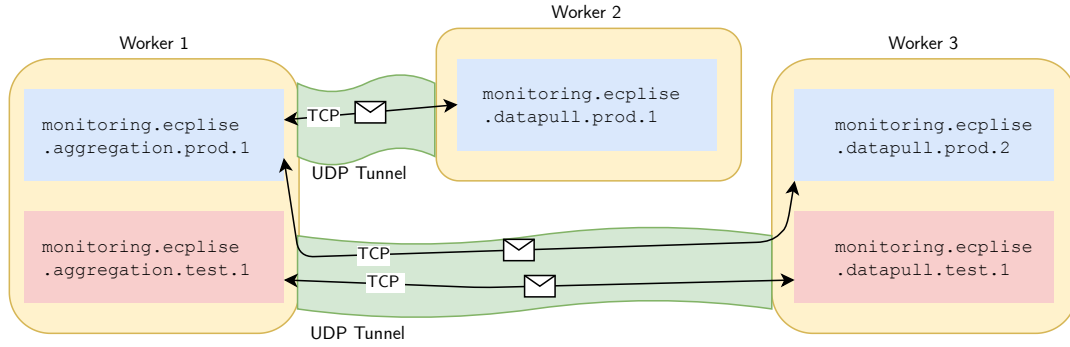 Worker 2
Worker 1
Worker 3
monitoring.ecplise
.aggregation.prod.1
TCP
monitoring.ecplise
.datapull.prod.1
monitoring.ecplise
.datapull.prod.2
UDP Tunnel
monitoring.ecplise
.aggregation.test.1
TCP
TCP
monitoring.ecplise
.datapull.test.1
UDP Tunnel